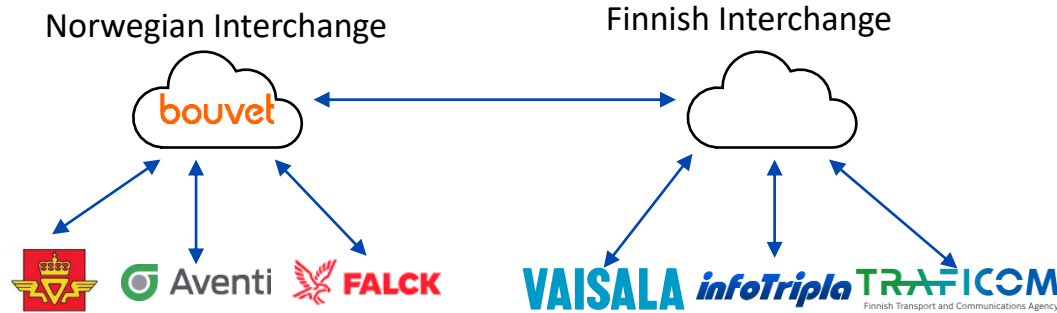 Norwegian Interchange
Finnish Interchange
bouvet
Aventi
FALCK
VAISALA
infoTripla
TRAFICOM
Finnish Transport and Communications Agency